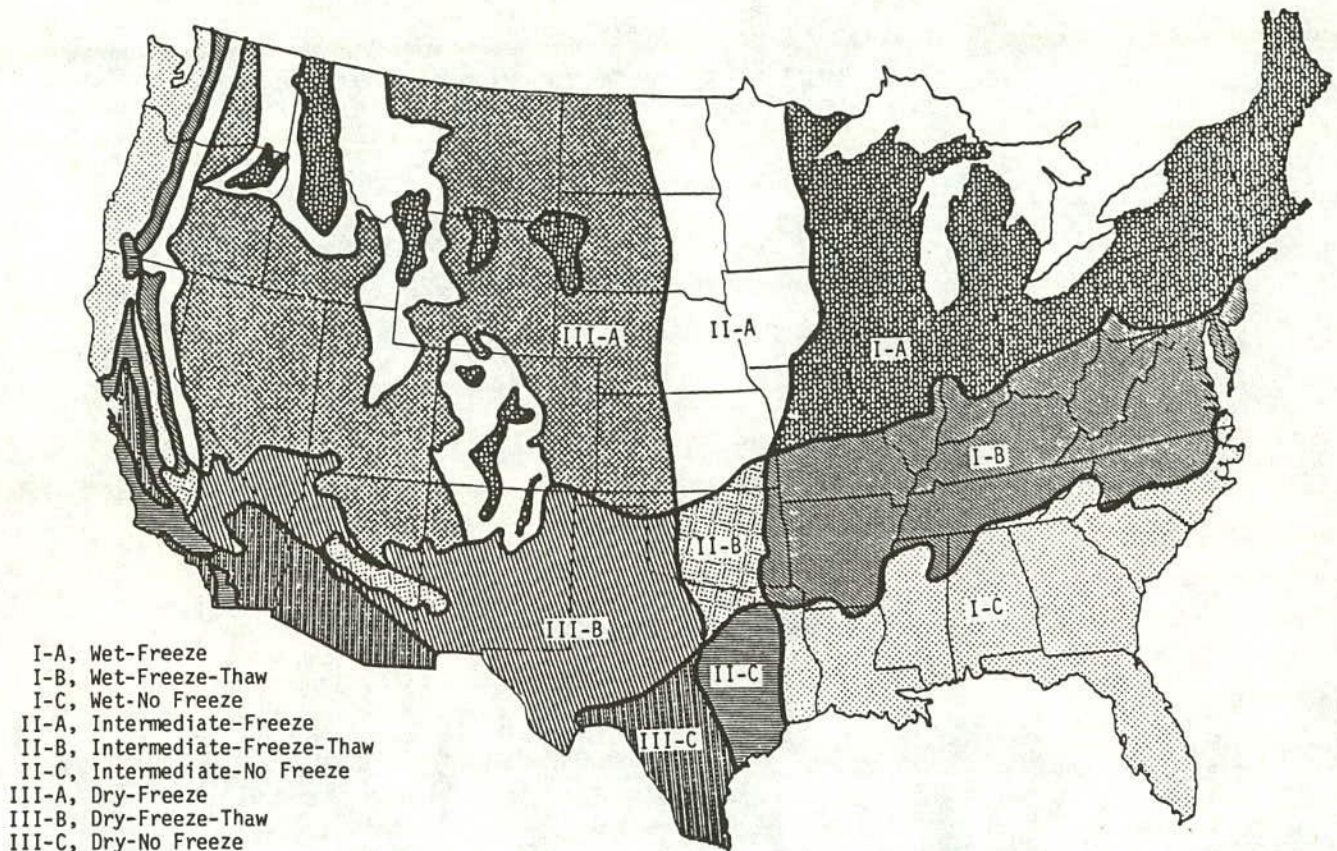 III-A
II-A
I-A
I-B
II-B
I-C
III-B
II-C
III-C
I-A, Wet-Freeze
I-B, Wet-Freeze-Thaw
I-C, Wet-No Freeze
II-A, Intermediate-Freeze
II-B, Intermediate-Freeze-Thaw
II-C, Intermediate-No Freeze
III-A, Dry-Freeze
III-B, Dry-Freeze-Thaw
III-C, Dry-No Freeze